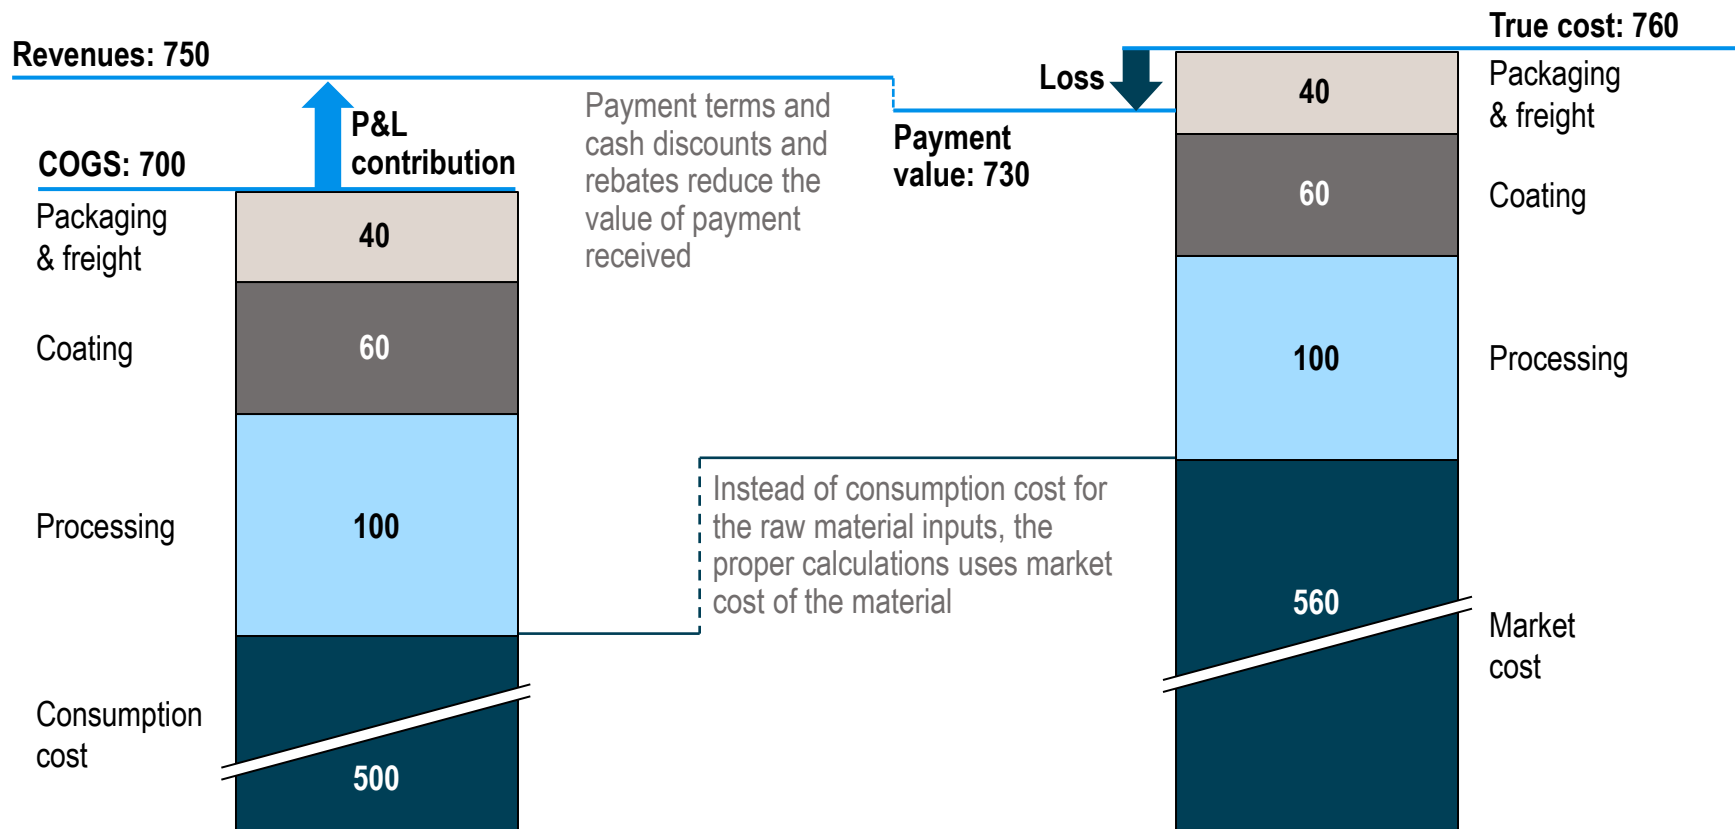 Revenues: 750
P&L
contribution
COGS: 700
Packaging
& freight
40
Coating
60
Processing
100
Consumption
cost
500
Payment terms and
cash discounts and
rebates reduce the
value of payment
received
Instead of consumption cost for
the raw material inputs, the
proper calculations uses market
cost of the material
Payment
value: 730
Loss
True cost: 760
40
Packaging
& freight
60
Coating
100
Processing
560
Market
cost